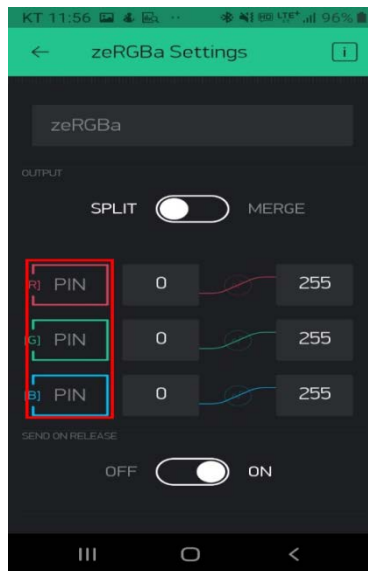 KT 11:56 96%
← zeRGBa Settings i
zeRGBa
OUTPUT
SPLIT MERGE
[R] PIN 0 255
[G] PIN 0 255
[B] PIN 0 255
SEND ON RELEASE
OFF ON